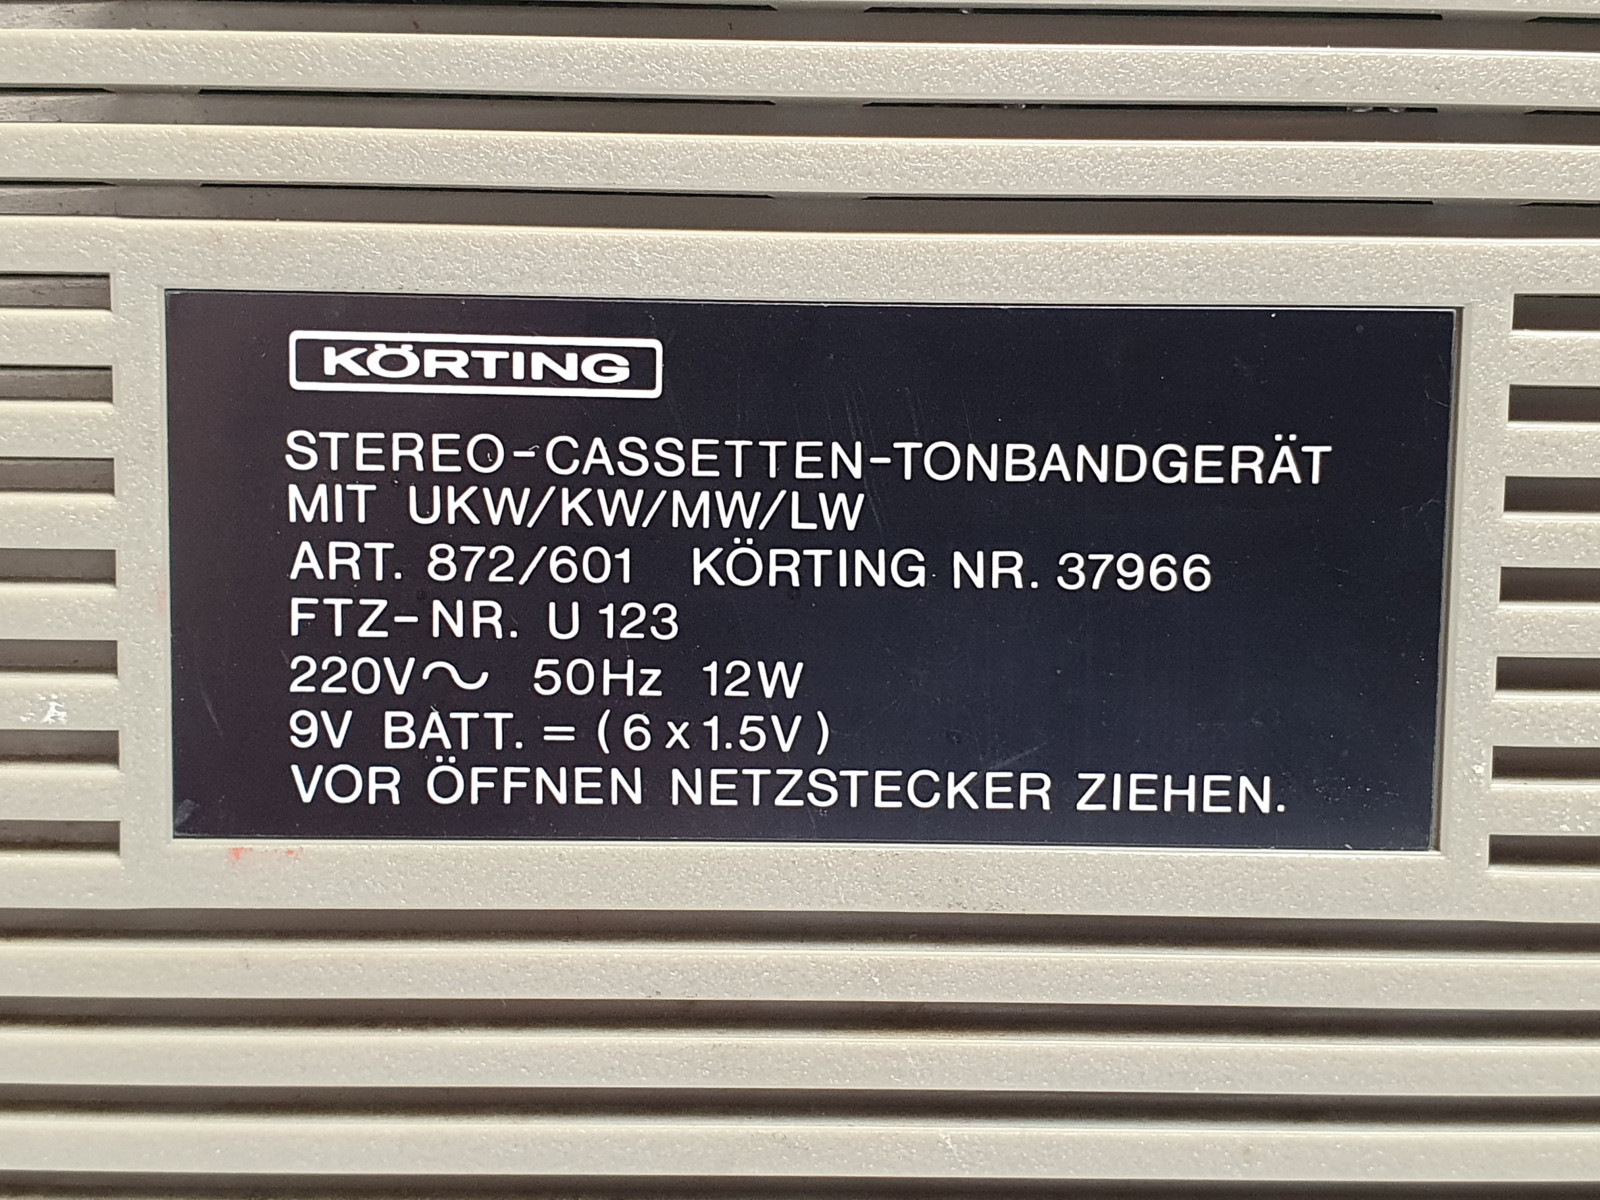 KÖRTING
STEREO-CASSETTEN-TONBANDGERÄT
MIT UKW/KW/MW/LW
ART. 872/601 KÖRTING NR. 37966
FTZ-NR. U 123
220V~ 50Hz 12W
9V BATT. = (6 x 1.5V)
VOR ÖFFNEN NETZSTECKER ZIEHEN.